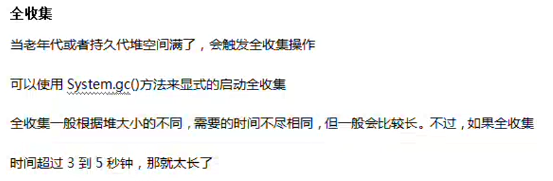 全收集
当老年代或者持久代堆空间满了，会触发全收集操作
可以使用 System.gc()方法来显式的启动全收集
全收集一般根据堆大小的不同，需要的时间不尽相同，但一般会比较长。不过，如果全收集
时间超过 3 到 5 秒钟，那就太长了